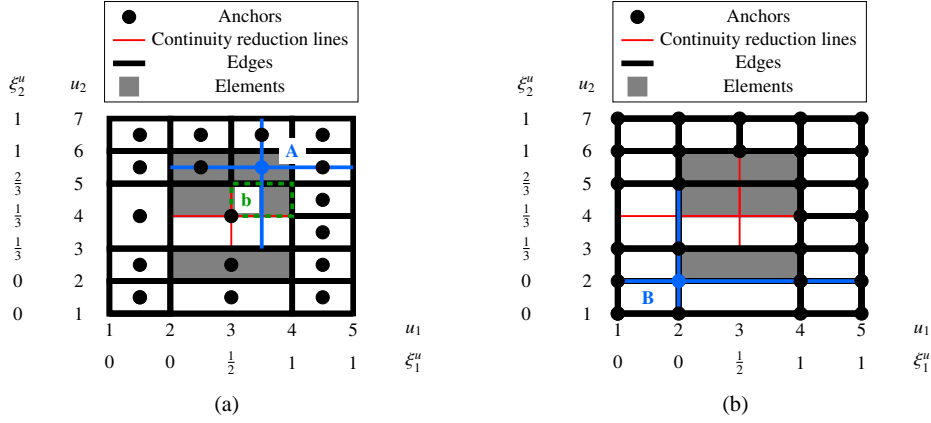 Anchors
Continuity reduction lines
Edges
Elements
ξ₂ᵘ u₂
1 7
1 6
2/3 5
1/3 4
1/3 3
0 2
0 1
A
b
1 2 3 4 5 u₁
0 0 1/2 1 1 ξ₁ᵘ
(a)
Anchors
Continuity reduction lines
Edges
Elements
ξ₂ᵘ u₂
1 7
1 6
2/3 5
1/3 4
1/3 3
0 2
0 1
B
1 2 3 4 5 u₁
0 0 1/2 1 1 ξ₁ᵘ
(b)